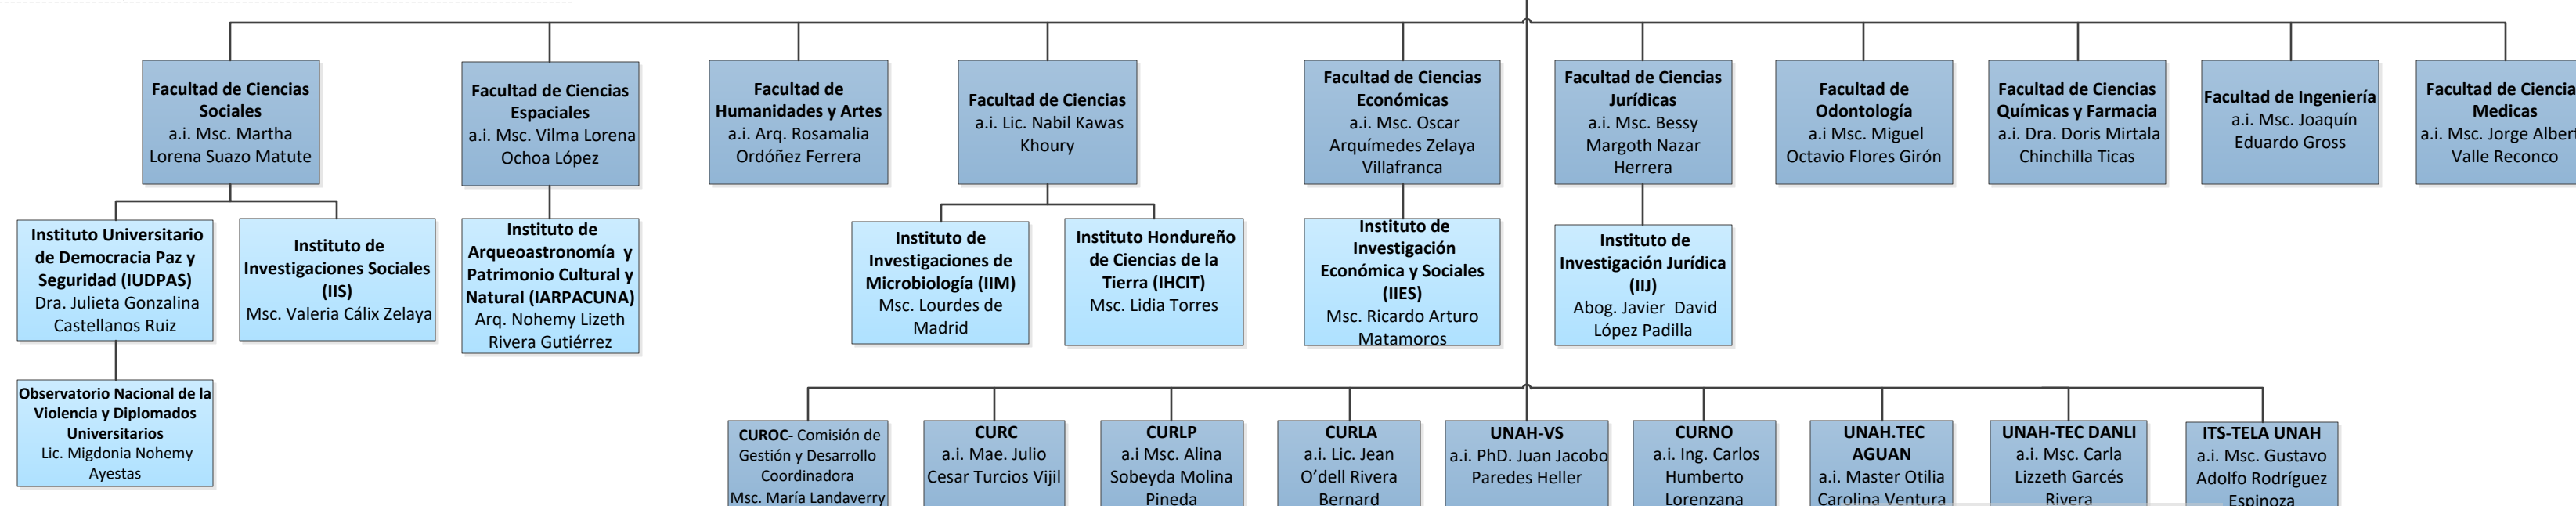 Facultad de Ciencias
Sociales
a.i. Msc. Martha
Lorena Suazo Matute
Facultad de Ciencias
Espaciales
a.i. Msc. Vilma Lorena
Ochoa López
Facultad de
Humanidades y Artes
a.i. Arq. Rosamalia
Ordóñez Ferrera
Facultad de Ciencias
a.i. Lic. Nabil Kawas
Khoury
Facultad de Ciencias
Económicas
a.i. Msc. Oscar
Arquímedes Zelaya
Villafranca
Facultad de Ciencias
Jurídicas
a.i. Msc. Bessy
Margoth Nazar
Herrera
Facultad de
Odontología
a.i Msc. Miguel
Octavio Flores Girón
Facultad de Ciencias
Químicas y Farmacia
a.i. Dra. Doris Mirtala
Chinchilla Ticas
Facultad de Ingeniería
a.i. Msc. Joaquín
Eduardo Gross
Facultad de Ciencia
Medicas
a.i. Msc. Jorge Albert
Valle Reconco
Instituto Universitario
de Democracia Paz y
Seguridad (IUDPAS)
Dra. Julieta Gonzalina
Castellanos Ruiz
Instituto de
Investigaciones Sociales
(IIS)
Msc. Valeria Cálix Zelaya
Instituto de
Arqueoastronomía y
Patrimonio Cultural y
Natural (IARPACUNA)
Arq. Nohemy Lizeth
Rivera Gutiérrez
Instituto de
Investigaciones de
Microbiología (IIM)
Msc. Lourdes de
Madrid
Instituto Hondureño
de Ciencias de la
Tierra (IHCIT)
Msc. Lidia Torres
Instituto de
Investigación
Económica y Sociales
(IIES)
Msc. Ricardo Arturo
Matamoros
Instituto de
Investigación Jurídica
(IIJ)
Abog. Javier David
López Padilla
Observatorio Nacional de la
Violencia y Diplomados
Universitarios
Lic. Migdonia Nohemy
Ayestas
CUROC- Comisión de
Gestión y Desarrollo
Coordinadora
Msc. María Landaverry
CURC
a.i. Mae. Julio
Cesar Turcios Vijil
CURLP
a.i Msc. Alina
Sobeyda Molina
Pineda
CURLA
a.i. Lic. Jean
O’dell Rivera
Bernard
UNAH-VS
a.i. PhD. Juan Jacobo
Paredes Heller
CURNO
a.i. Ing. Carlos
Humberto
Lorenzana
UNAH.TEC
AGUAN
a.i. Master Otilia
Carolina Ventura
UNAH-TEC DANLI
a.i. Msc. Carla
Lizzeth Garcés
Rivera
ITS-TELA UNAH
a.i. Msc. Gustavo
Adolfo Rodríguez
Espinoza